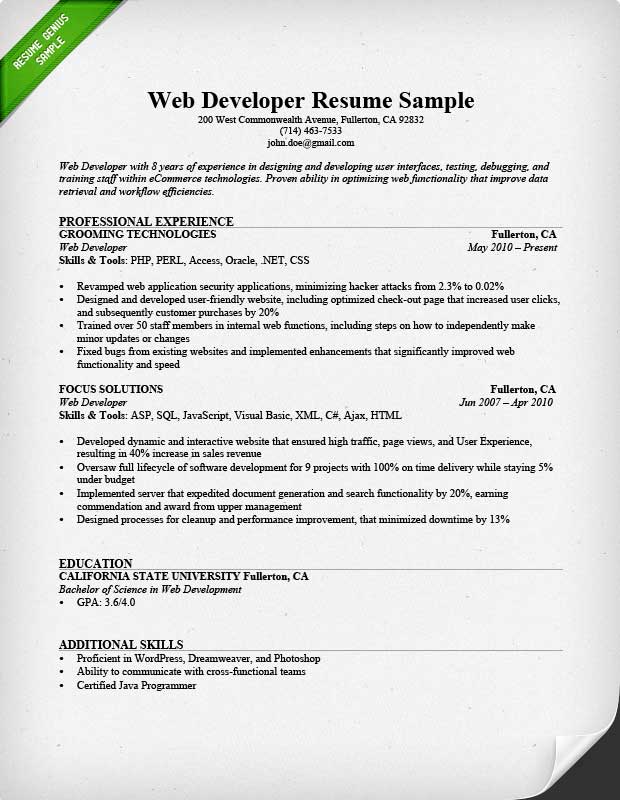 RESUME GENIUS
SAMPLE
Web Developer Resume Sample
200 West Commonwealth Avenue, Fullerton, CA 92832
(714) 463-7533
john.doe@gmail.com
Web Developer with 8 years of experience in designing and developing user interfaces, testing, debugging, and
training staff within eCommerce technologies. Proven ability in optimizing web functionality that improve data
retrieval and workflow efficiencies.
PROFESSIONAL EXPERIENCE
GROOMING TECHNOLOGIES Fullerton, CA
Web Developer May 2010 – Present
Skills & Tools: PHP, PERL, Access, Oracle, .NET, CSS
• Revamped web application security applications, minimizing hacker attacks from 2.3% to 0.02%
• Designed and developed user-friendly website, including optimized check-out page that increased user clicks,
and subsequently customer purchases by 20%
• Trained over 50 staff members in internal web functions, including steps on how to independently make
minor updates or changes
• Fixed bugs from existing websites and implemented enhancements that significantly improved web
functionality and speed
FOCUS SOLUTIONS Fullerton, CA
Web Developer Jun 2007 – Apr 2010
Skills & Tools: ASP, SQL, JavaScript, Visual Basic, XML, C#, Ajax, HTML
• Developed dynamic and interactive website that ensured high traffic, page views, and User Experience,
resulting in 40% increase in sales revenue
• Oversaw full lifecycle of software development for 9 projects with 100% on time delivery while staying 5%
under budget
• Implemented server that expedited document generation and search functionality by 20%, earning
commendation and award from upper management
• Designed processes for cleanup and performance improvement, that minimized downtime by 13%
EDUCATION
CALIFORNIA STATE UNIVERSITY Fullerton, CA
Bachelor of Science in Web Development
• GPA: 3.6/4.0
ADDITIONAL SKILLS
• Proficient in WordPress, Dreamweaver, and Photoshop
• Ability to communicate with cross-functional teams
• Certified Java Programmer